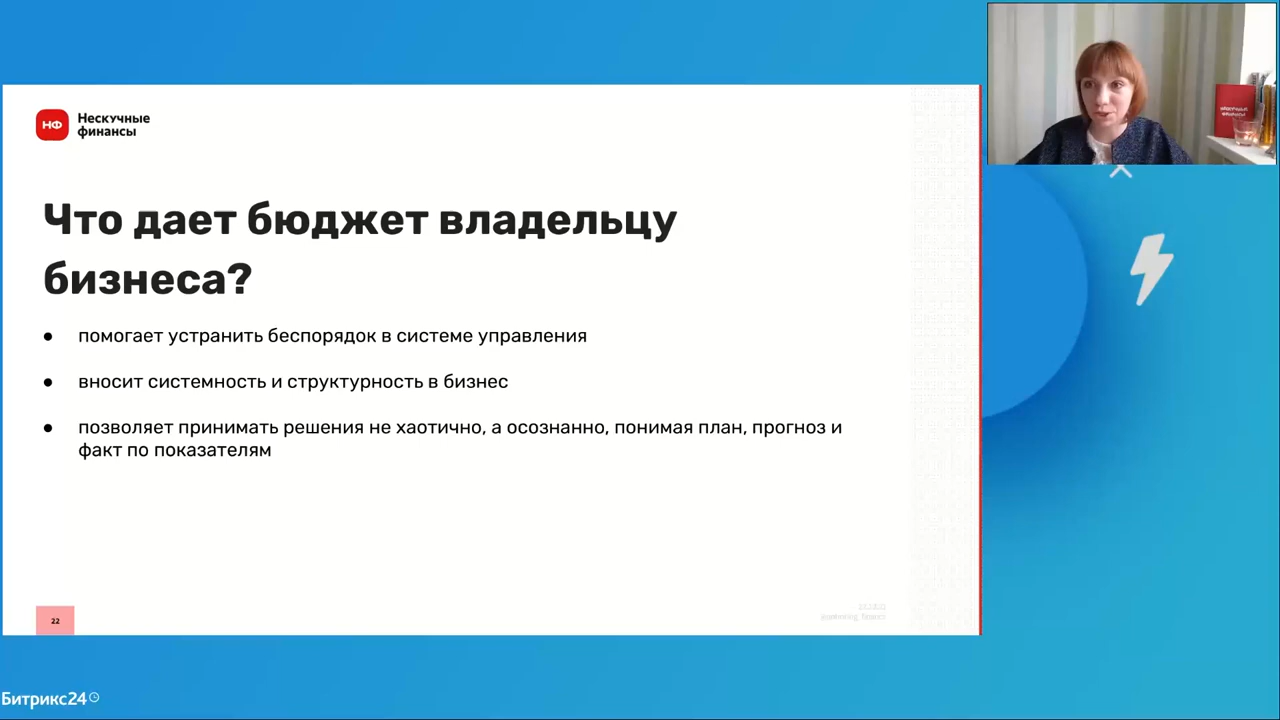 НФ
Нескучные
финансы
Что дает бюджет владельцу
бизнеса?
● помогает устранить беспорядок в системе управления
● вносит системность и структурность в бизнес
● позволяет принимать решения не хаотично, а осознанно, понимая план, прогноз и
факт по показателям
22
Битрикс24